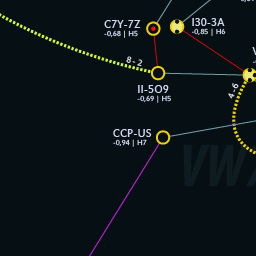 C7Y-7Z
-0,68 | H5
I30-3A
-0,85 | H6
8-2
V
II-5O9
-0,69 | H5
4-6
CCP-US
-0,94 | H7
VW